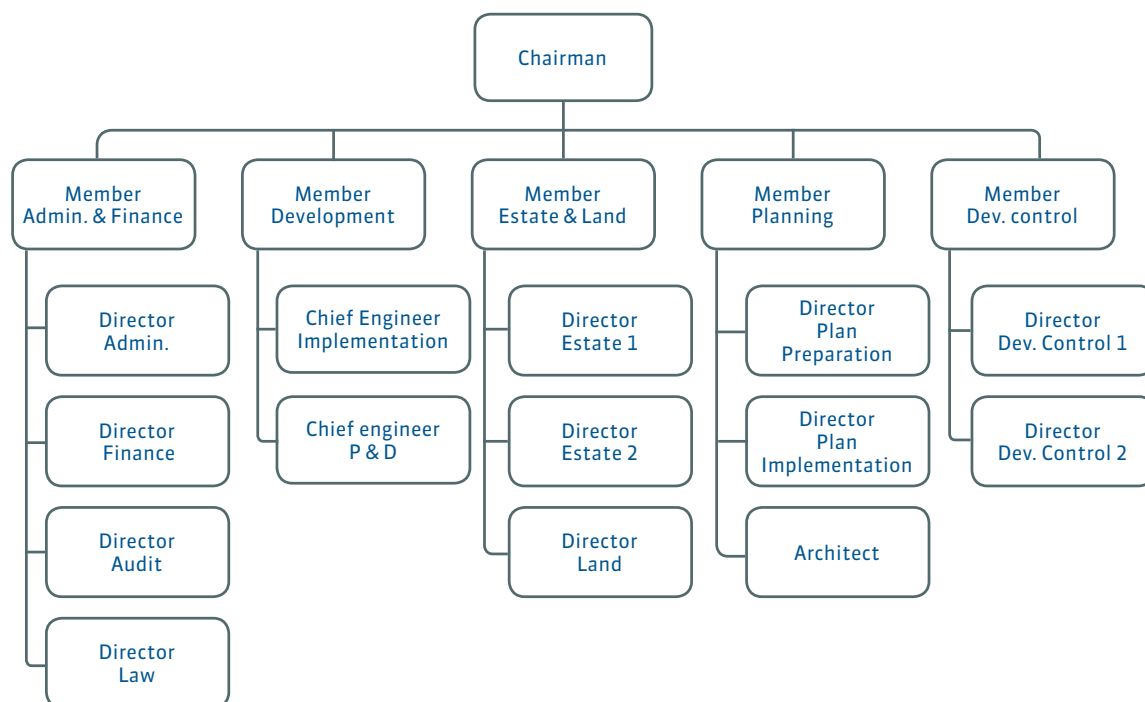 Chairman
Member
Admin. & Finance
Member
Development
Member
Estate & Land
Member
Planning
Member
Dev. control
Director
Admin.
Director
Finance
Director
Audit
Director
Law
Chief Engineer
Implementation
Chief engineer
P & D
Director
Estate 1
Director
Estate 2
Director
Land
Director
Plan
Preparation
Director
Plan
Implementation
Architect
Director
Dev. Control 1
Director
Dev. Control 2